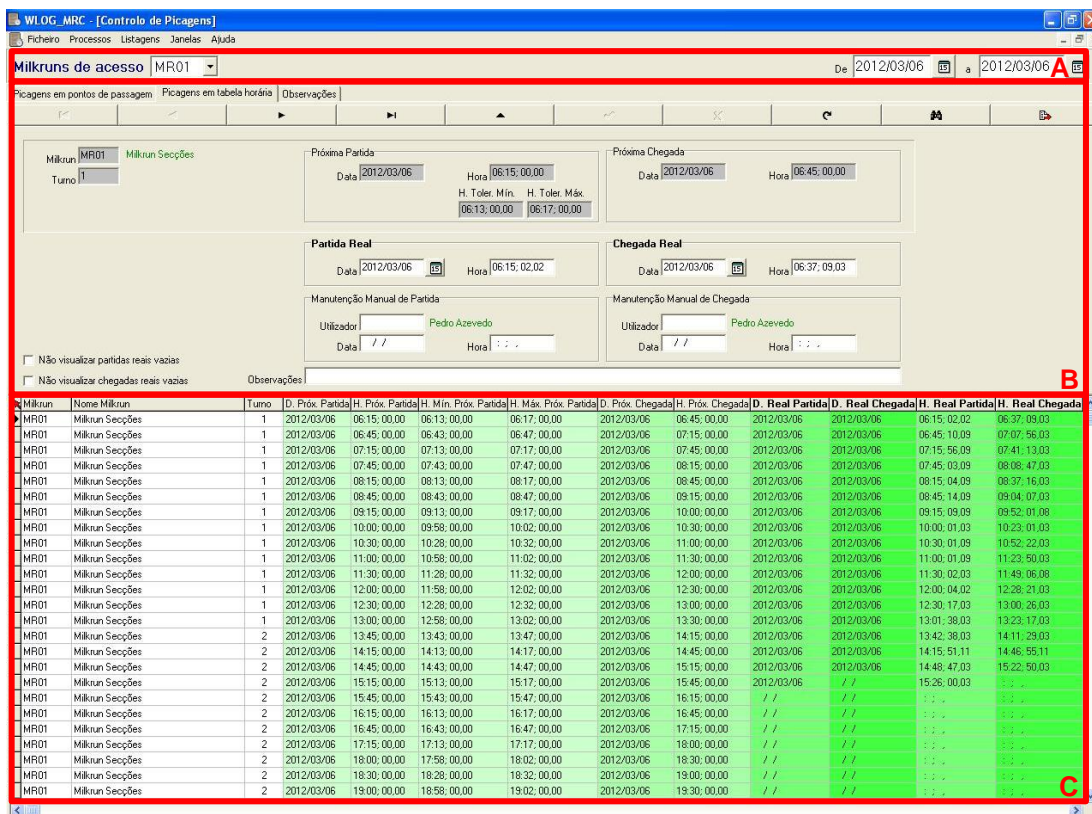 WLOG_MRC - [Controlo de Picagens]
Ficheiro Processos Listagens Janelas Ajuda
Milkruns de acesso MR01 De 2012/03/06 a 2012/03/06 A
Picagens em pontos de passagem Picagens em tabela horária Observações
Milkrun MR01 Milkrun Secções
Turno 1
Próxima Partida
Data 2012/03/06 Hora 06:15; 00,00
H. Toler. Mín. H. Toler. Máx.
06:13; 00,00 06:17; 00,00
Próxima Chegada
Data 2012/03/06 Hora 06:45; 00,00
Partida Real
Data 2012/03/06 Hora 06:15; 02,02
Chegada Real
Data 2012/03/06 Hora 06:37; 09,03
Manutenção Manual de Partida
Utilizador Pedro Azevedo
Data / / Hora : ; ,
Manutenção Manual de Chegada
Utilizador Pedro Azevedo
Data / / Hora : ; ,
Não visualizar partidas reais vazias
Não visualizar chegadas reais vazias
Observações
B
Milkrun Nome Milkrun Turno D. Próx. Partida H. Próx. Partida H. Mín. Próx. Partida H. Máx. Próx. Partida D. Próx. Chegada H. Próx. Chegada D. Real Partida D. Real Chegada H. Real Partida H. Real Chegada
MR01 Milkrun Secções 1 2012/03/06 06:15; 00,00 06:13; 00,00 06:17; 00,00 2012/03/06 06:45; 00,00 2012/03/06 2012/03/06 06:15; 02,02 06:37; 09,03
MR01 Milkrun Secções 1 2012/03/06 06:45; 00,00 06:43; 00,00 06:47; 00,00 2012/03/06 07:15; 00,00 2012/03/06 2012/03/06 06:45; 10,09 07:07; 56,03
MR01 Milkrun Secções 1 2012/03/06 07:15; 00,00 07:13; 00,00 07:17; 00,00 2012/03/06 07:45; 00,00 2012/03/06 2012/03/06 07:15; 56,09 07:41; 13,03
MR01 Milkrun Secções 1 2012/03/06 07:45; 00,00 07:43; 00,00 07:47; 00,00 2012/03/06 08:15; 00,00 2012/03/06 2012/03/06 07:45; 03,09 08:08; 47,03
MR01 Milkrun Secções 1 2012/03/06 08:15; 00,00 08:13; 00,00 08:17; 00,00 2012/03/06 08:45; 00,00 2012/03/06 2012/03/06 08:15; 04,09 08:37; 16,03
MR01 Milkrun Secções 1 2012/03/06 08:45; 00,00 08:43; 00,00 08:47; 00,00 2012/03/06 09:15; 00,00 2012/03/06 2012/03/06 08:45; 14,09 09:04; 07,03
MR01 Milkrun Secções 1 2012/03/06 09:15; 00,00 09:13; 00,00 09:17; 00,00 2012/03/06 10:00; 00,00 2012/03/06 2012/03/06 09:15; 09,09 09:52; 01,08
MR01 Milkrun Secções 1 2012/03/06 10:00; 00,00 09:58; 00,00 10:02; 00,00 2012/03/06 10:30; 00,00 2012/03/06 2012/03/06 10:00; 01,03 10:23; 01,03
MR01 Milkrun Secções 1 2012/03/06 10:30; 00,00 10:28; 00,00 10:32; 00,00 2012/03/06 11:00; 00,00 2012/03/06 2012/03/06 10:30; 01,09 10:52; 22,03
MR01 Milkrun Secções 1 2012/03/06 11:00; 00,00 10:58; 00,00 11:02; 00,00 2012/03/06 11:30; 00,00 2012/03/06 2012/03/06 11:00; 01,09 11:23; 50,03
MR01 Milkrun Secções 1 2012/03/06 11:30; 00,00 11:28; 00,00 11:32; 00,00 2012/03/06 12:00; 00,00 2012/03/06 2012/03/06 11:30; 02,03 11:49; 06,08
MR01 Milkrun Secções 1 2012/03/06 12:00; 00,00 11:58; 00,00 12:02; 00,00 2012/03/06 12:30; 00,00 2012/03/06 2012/03/06 12:00; 04,02 12:28; 21,03
MR01 Milkrun Secções 1 2012/03/06 12:30; 00,00 12:28; 00,00 12:32; 00,00 2012/03/06 13:00; 00,00 2012/03/06 2012/03/06 12:30; 17,03 13:00; 26,03
MR01 Milkrun Secções 1 2012/03/06 13:00; 00,00 12:58; 00,00 13:02; 00,00 2012/03/06 13:30; 00,00 2012/03/06 2012/03/06 13:01; 38,03 13:23; 17,03
MR01 Milkrun Secções 2 2012/03/06 13:45; 00,00 13:43; 00,00 13:47; 00,00 2012/03/06 14:15; 00,00 2012/03/06 2012/03/06 13:42; 38,03 14:11; 29,03
MR01 Milkrun Secções 2 2012/03/06 14:15; 00,00 14:13; 00,00 14:17; 00,00 2012/03/06 14:45; 00,00 2012/03/06 2012/03/06 14:15; 51,11 14:46; 55,11
MR01 Milkrun Secções 2 2012/03/06 14:45; 00,00 14:43; 00,00 14:47; 00,00 2012/03/06 15:15; 00,00 2012/03/06 2012/03/06 14:48; 47,03 15:22; 50,03
MR01 Milkrun Secções 2 2012/03/06 15:15; 00,00 15:13; 00,00 15:17; 00,00 2012/03/06 15:45; 00,00 2012/03/06 / / 15:26; 00,03 : ; ,
MR01 Milkrun Secções 2 2012/03/06 15:45; 00,00 15:43; 00,00 15:47; 00,00 2012/03/06 16:15; 00,00 / / / / : ; , : ; ,
MR01 Milkrun Secções 2 2012/03/06 16:15; 00,00 16:13; 00,00 16:17; 00,00 2012/03/06 16:45; 00,00 / / / / : ; , : ; ,
MR01 Milkrun Secções 2 2012/03/06 16:45; 00,00 16:43; 00,00 16:47; 00,00 2012/03/06 17:15; 00,00 / / / / : ; , : ; ,
MR01 Milkrun Secções 2 2012/03/06 17:15; 00,00 17:13; 00,00 17:17; 00,00 2012/03/06 18:00; 00,00 / / / / : ; , : ; ,
MR01 Milkrun Secções 2 2012/03/06 18:00; 00,00 17:58; 00,00 18:02; 00,00 2012/03/06 18:30; 00,00 / / / / : ; , : ; ,
MR01 Milkrun Secções 2 2012/03/06 18:30; 00,00 18:28; 00,00 18:32; 00,00 2012/03/06 19:00; 00,00 / / / / : ; , : ; ,
MR01 Milkrun Secções 2 2012/03/06 19:00; 00,00 18:58; 00,00 19:02; 00,00 2012/03/06 19:30; 00,00 / / / / : ; , : ; ,
C